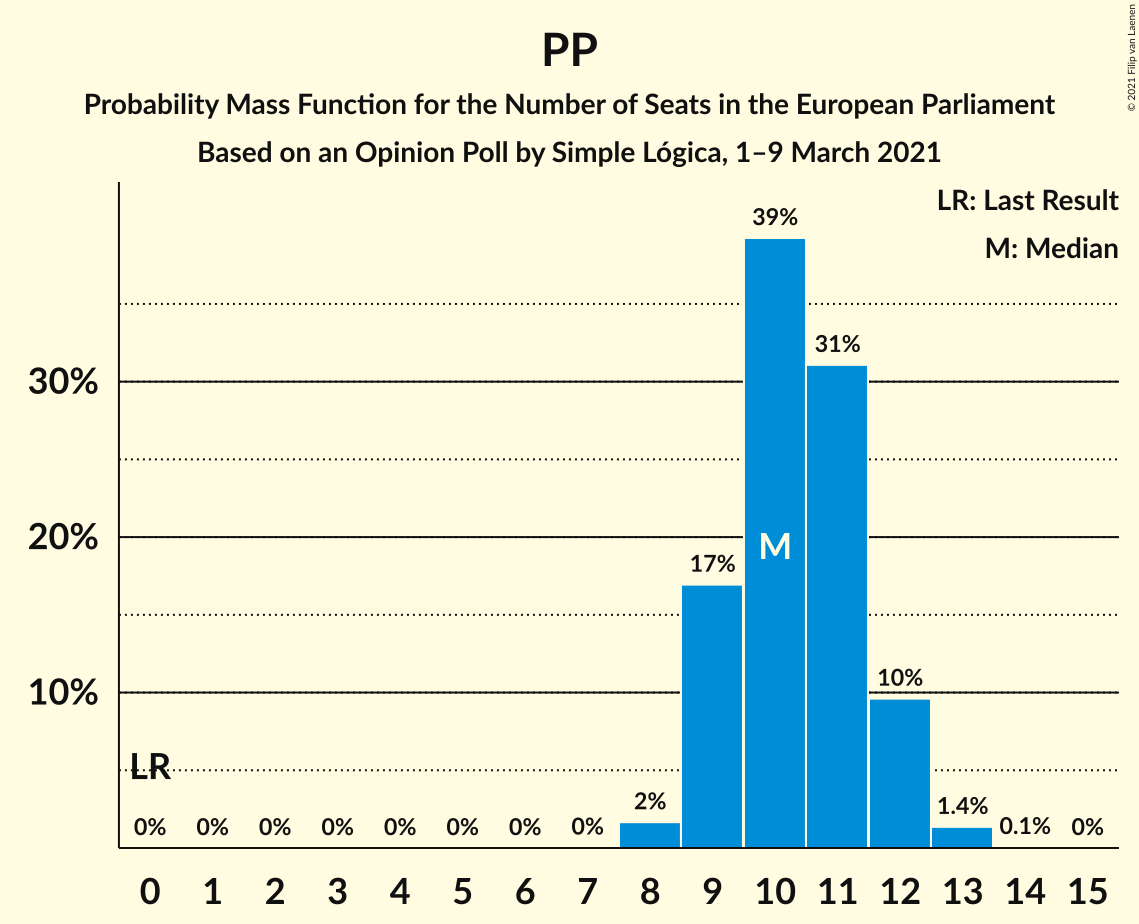 PP
Probability Mass Function for the Number of Seats in the European Parliament
Based on an Opinion Poll by Simple Lógica, 1–9 March 2021
© 2021 Filip van Laenen
LR: Last Result
M: Median
39%
31%
30%
20%
M
17%
10%
10%
LR
2%
1.4%
0% 0% 0% 0% 0% 0% 0% 0% 0.1% 0%
0 1 2 3 4 5 6 7 8 9 10 11 12 13 14 15